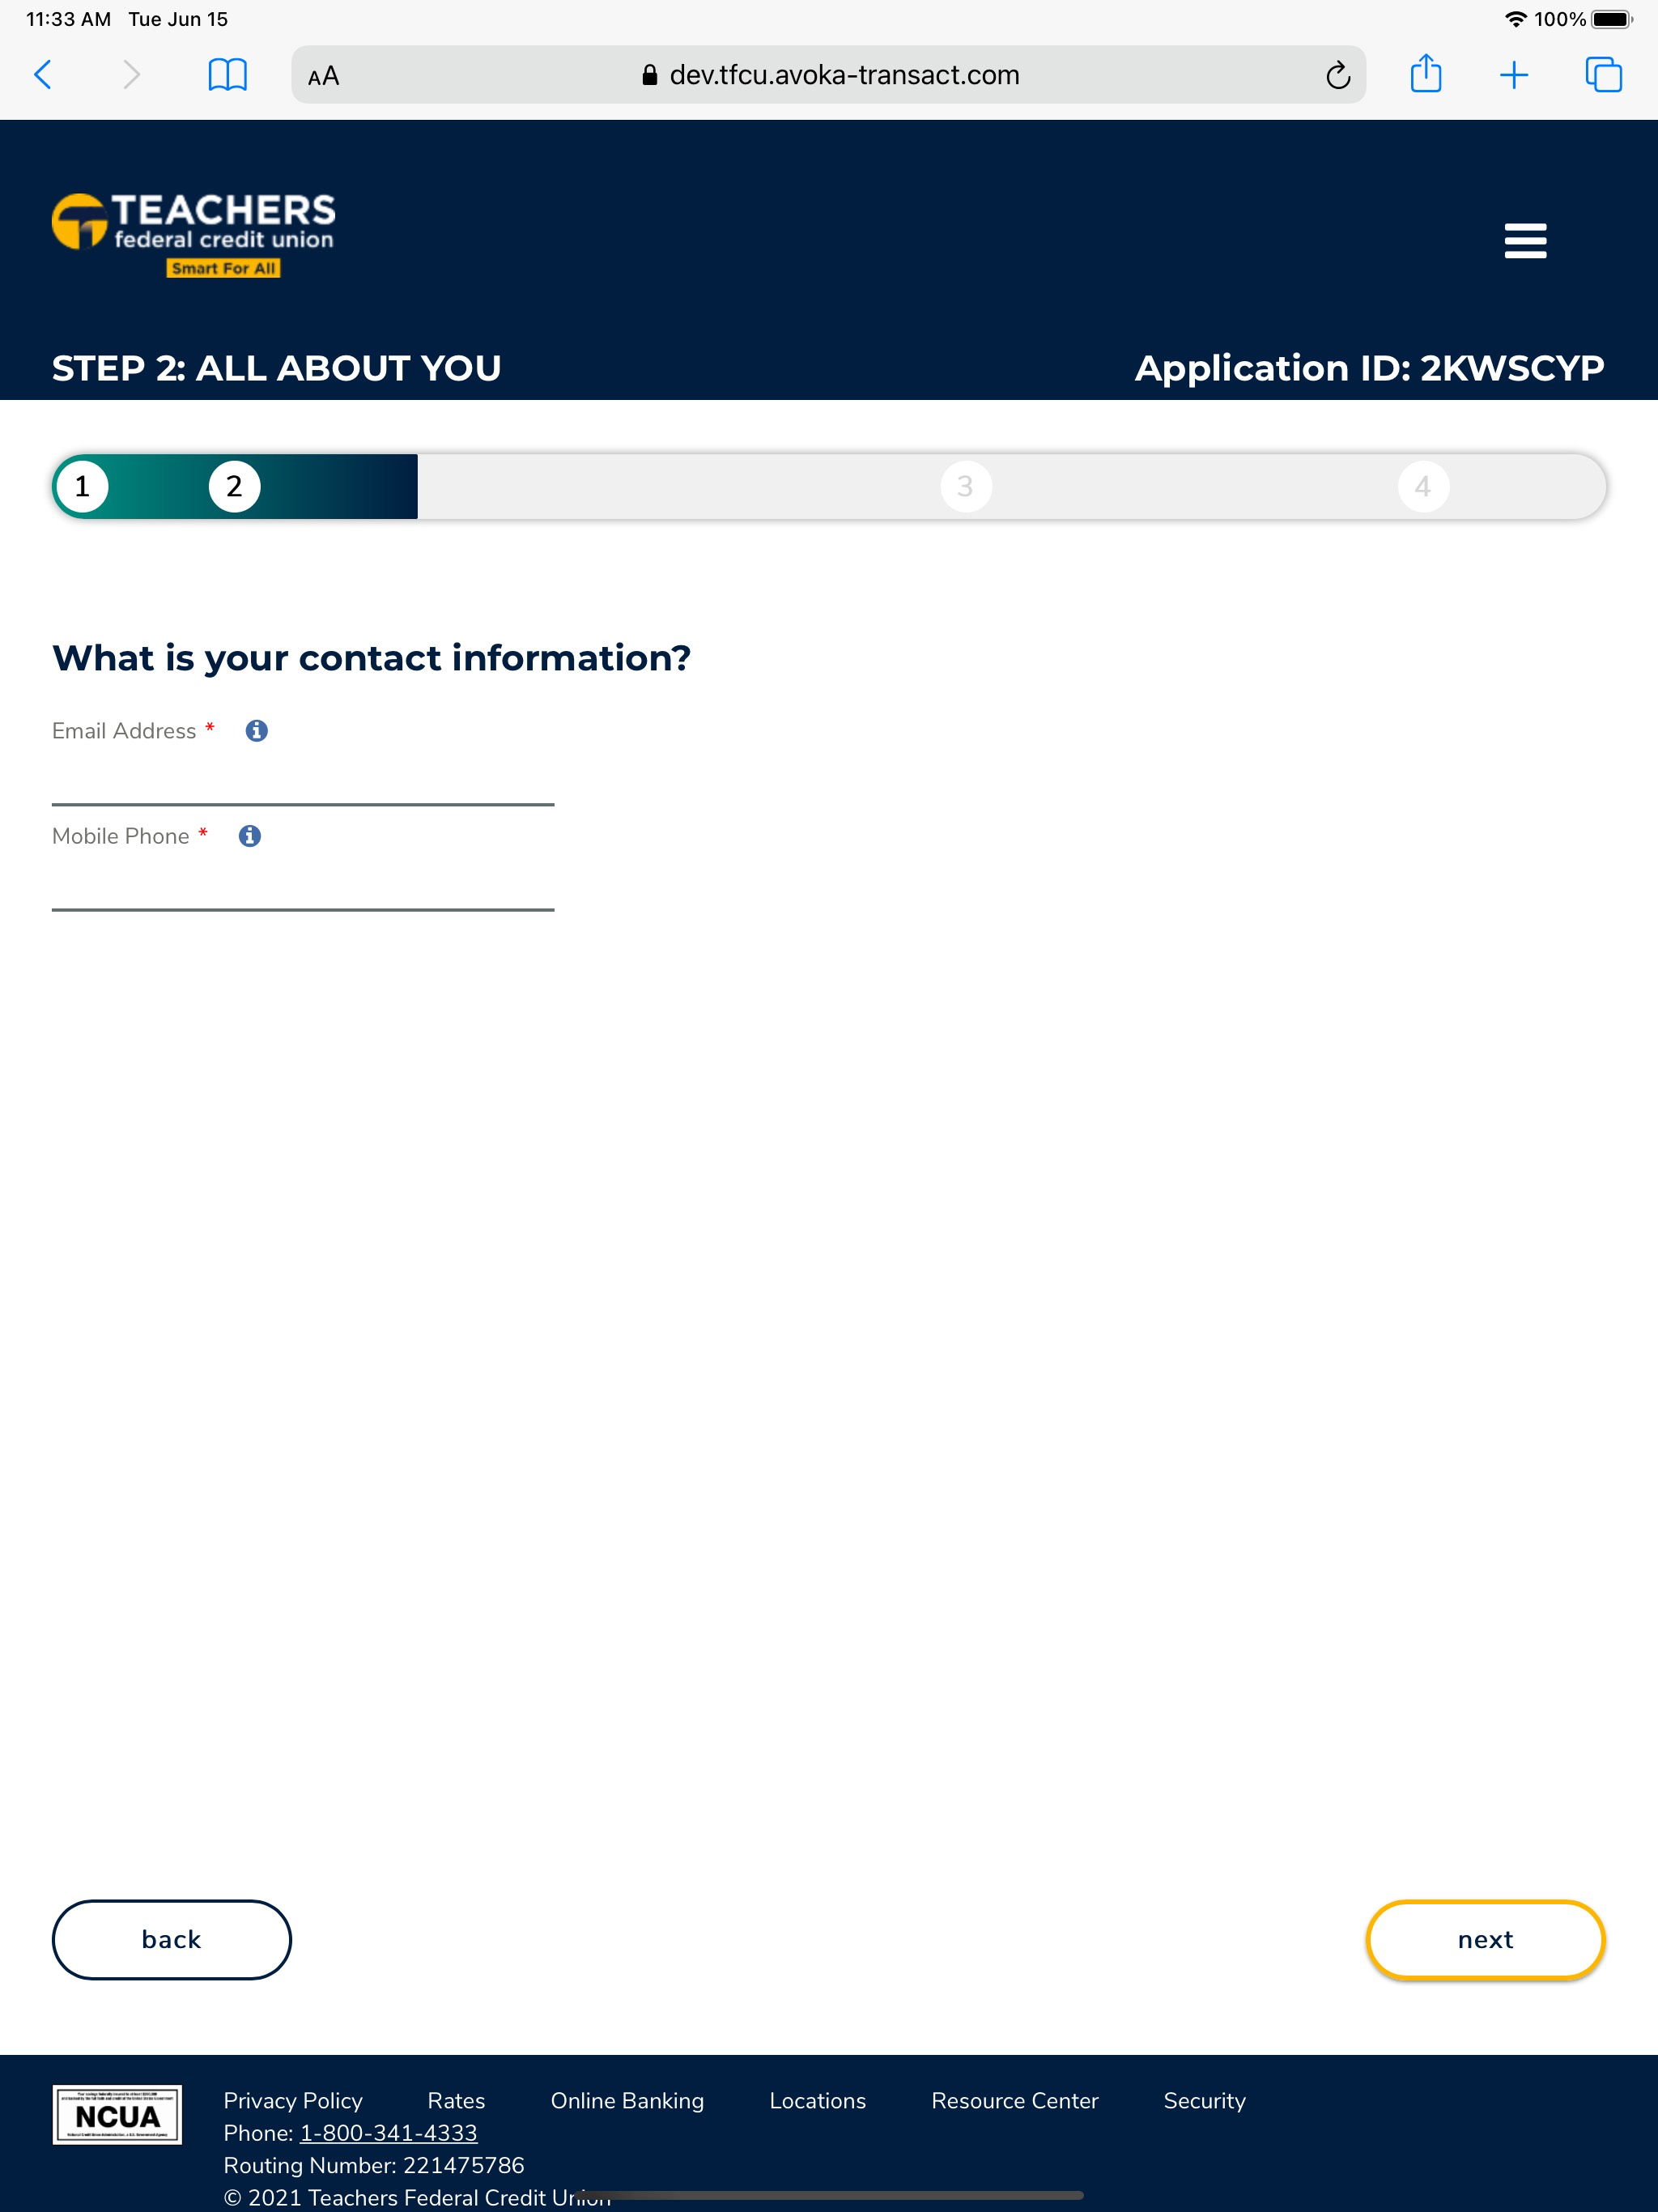 11:33 AM Tue Jun 15 100%
AA dev.tfcu.avoka-transact.com
TEACHERS
federal credit union
Smart For All
STEP 2: ALL ABOUT YOU Application ID: 2KWSCYP
1 2 3 4
What is your contact information?
Email Address *
Mobile Phone *
back next
NCUA
Privacy Policy Rates Online Banking Locations Resource Center Security
Phone: 1-800-341-4333
Routing Number: 221475786
© 2021 Teachers Federal Credit Union